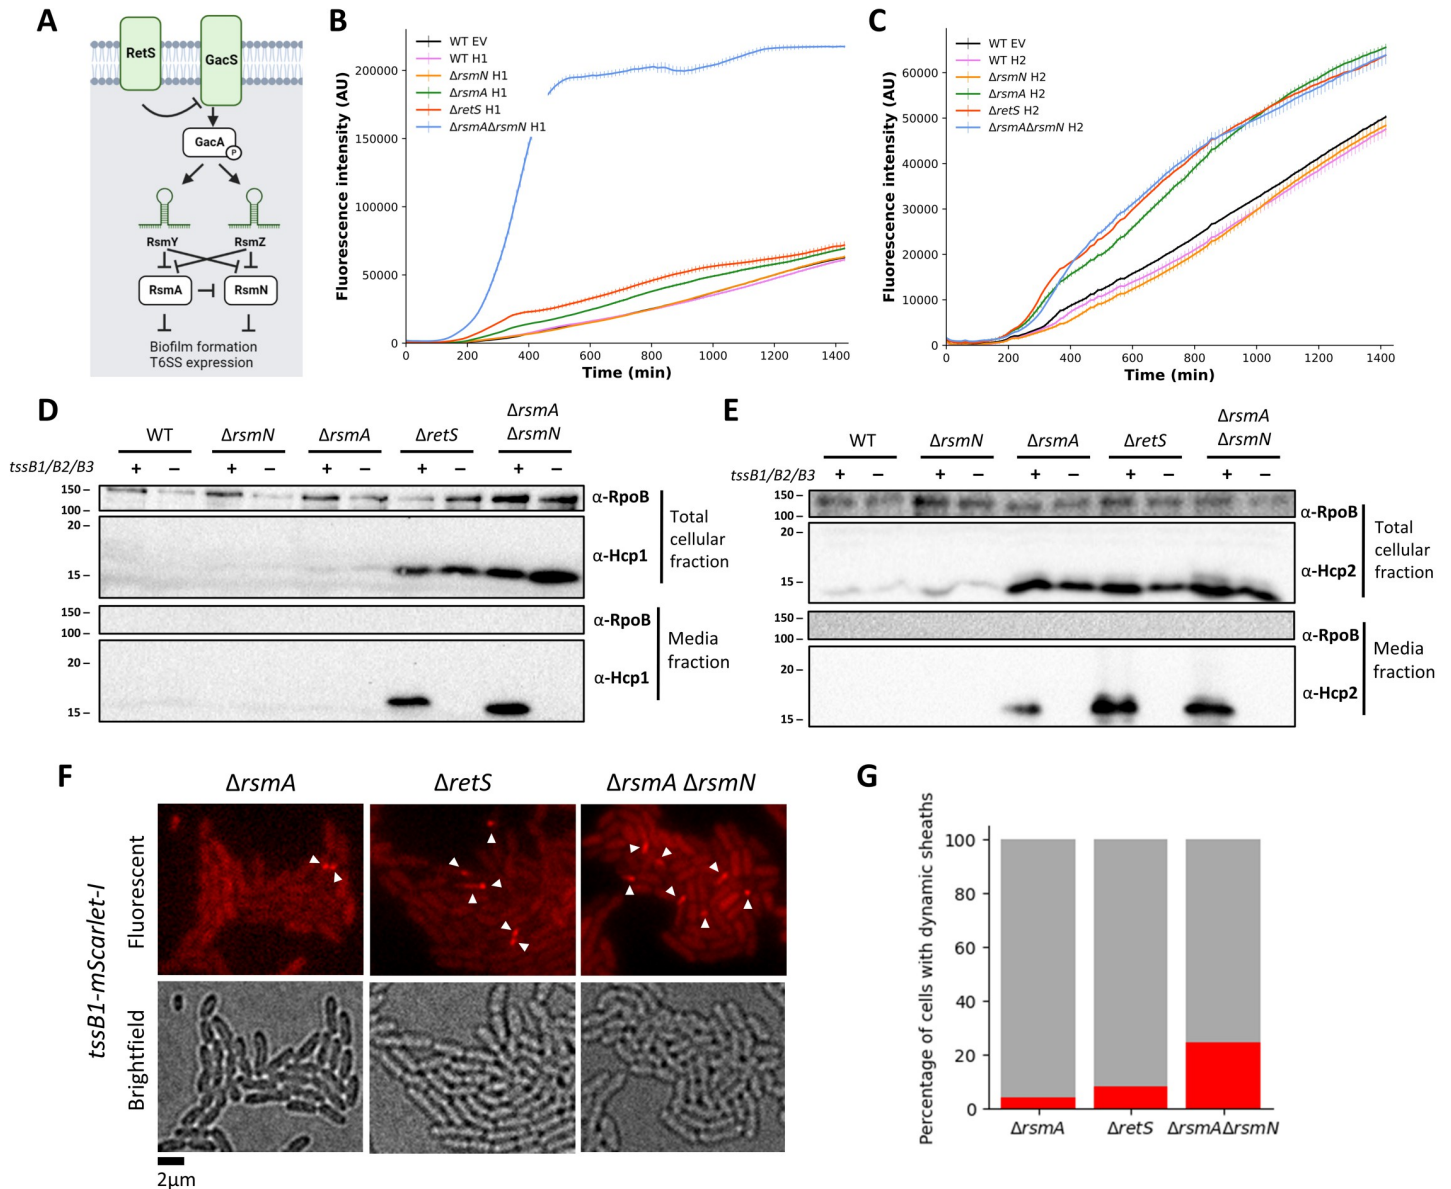 A
RetS
GacS
GacA
P
RsmY
RsmZ
RsmA
RsmN
Biofilm formation
T6SS expression
B
WT EV
WT H1
ΔrsmN H1
ΔrsmA H1
ΔretS H1
ΔrsmAΔrsmN H1
Fluorescence intensity (AU)
200000
150000
100000
50000
0
0 200 400 600 800 1000 1200 1400
Time (min)
C
WT EV
WT H2
ΔrsmN H2
ΔrsmA H2
ΔretS H2
ΔrsmAΔrsmN H2
Fluorescence intensity (AU)
60000
50000
40000
30000
20000
10000
0
0 200 400 600 800 1000 1200 1400
Time (min)
D
WT ΔrsmN ΔrsmA ΔretS ΔrsmA
ΔrsmN
tssB1/B2/B3 + – + – + – + – + –
150 –
100 –
α-RpoB
20 –
15 –
α-Hcp1
Total
cellular
fraction
150 –
100 –
α-RpoB
20 –
15 –
α-Hcp1
Media
fraction
E
WT ΔrsmN ΔrsmA ΔretS ΔrsmA
ΔrsmN
tssB1/B2/B3 + – + – + – + – + –
150 –
100 –
α-RpoB
20 –
15 –
α-Hcp2
Total
cellular
fraction
150 –
100 –
α-RpoB
20 –
15 –
α-Hcp2
Media
fraction
F
ΔrsmA ΔretS ΔrsmA ΔrsmN
tssB1-mScarlet-I
Fluorescent
Brightfield
2μm
G
Percentage of cells with dynamic sheaths
100
80
60
40
20
0
ΔrsmA ΔretS ΔrsmAΔrsmN